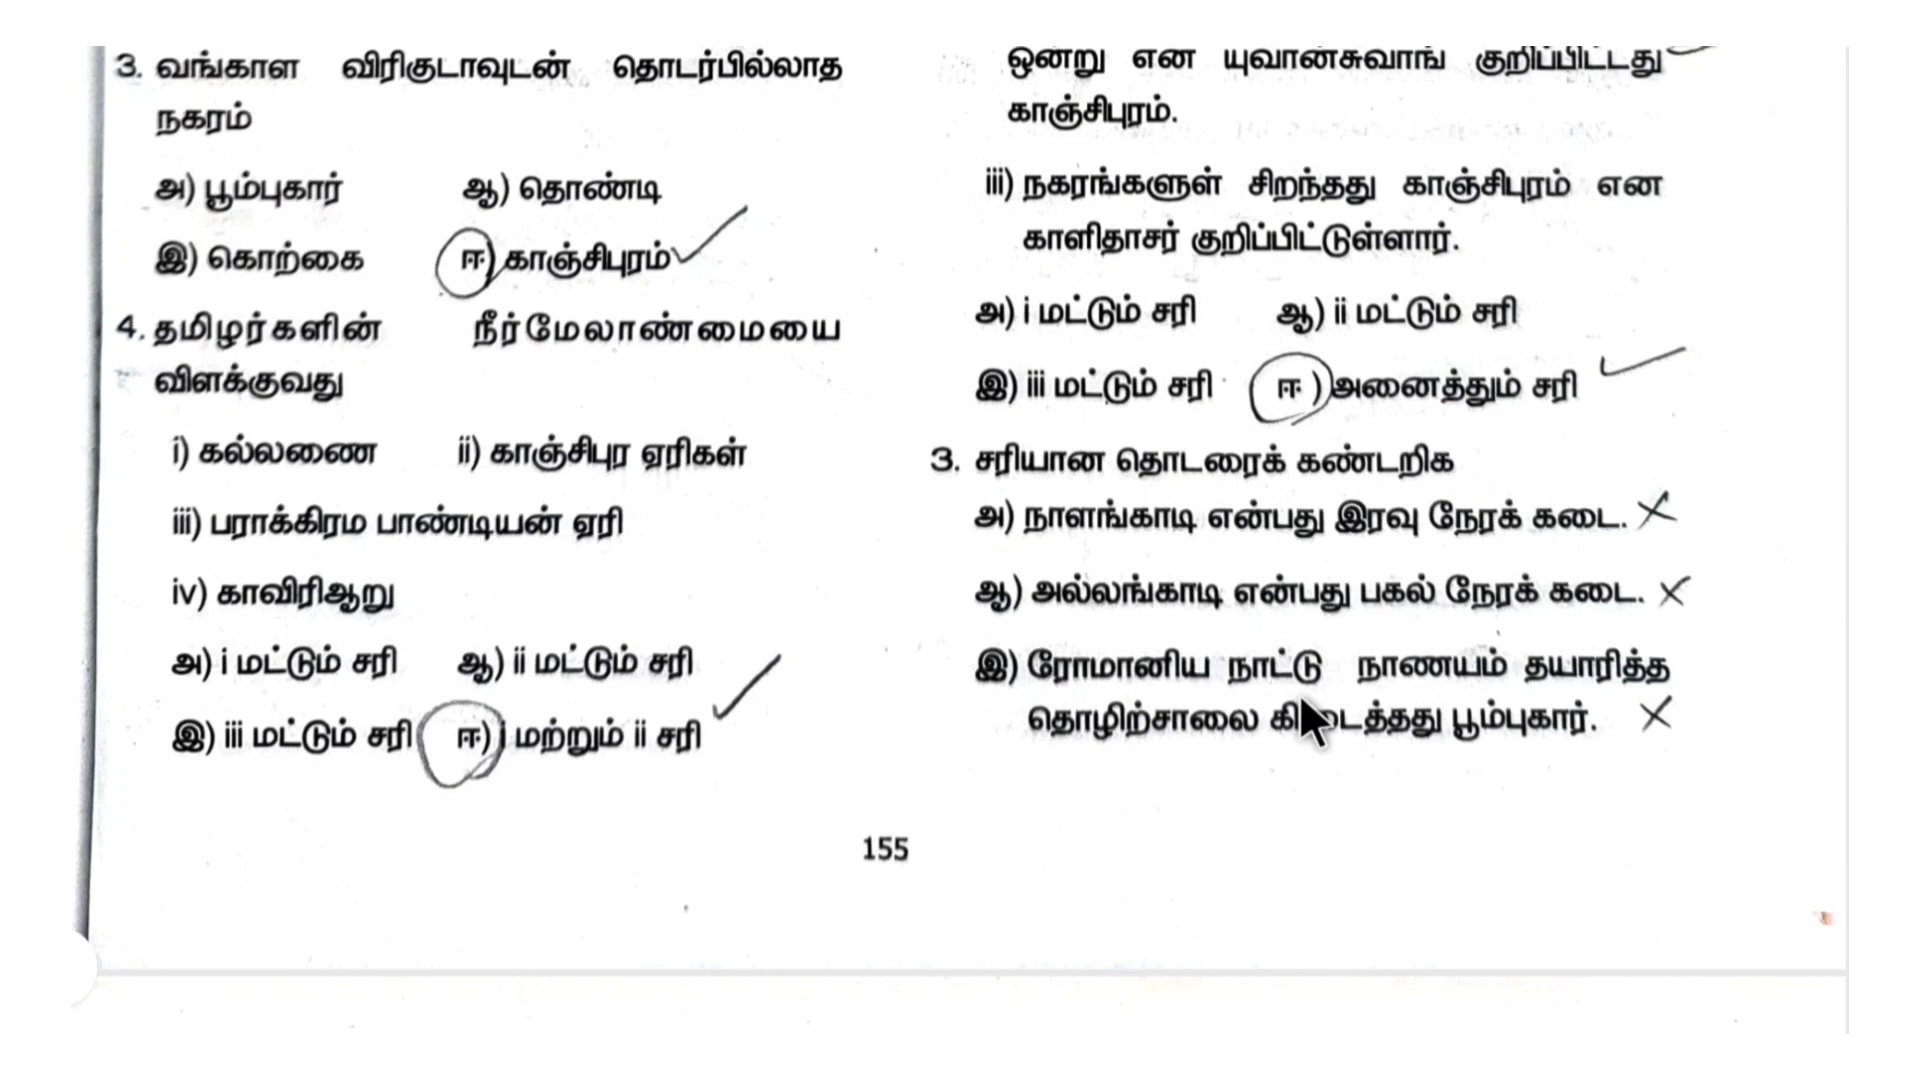 3. வங்காள விரிகுடாவுடன் தொடர்பில்லாத
நகரம்
அ) பூம்புகார் ஆ) தொண்டி
இ) கொற்கை ஈ) காஞ்சிபுரம்
4. தமிழர்களின் நீர்மேலாண்மையை
விளக்குவது
i) கல்லணை ii) காஞ்சிபுர ஏரிகள்
iii) பராக்கிரம பாண்டியன் ஏரி
iv) காவிரிஆறு
அ) i மட்டும் சரி ஆ) ii மட்டும் சரி
இ) iii மட்டும் சரி ஈ) i மற்றும் ii சரி
ஒன்று என யுவான்சுவாங் குறிப்பிட்டது
காஞ்சிபுரம்.
iii) நகரங்களுள் சிறந்தது காஞ்சிபுரம் என
காளிதாசர் குறிப்பிட்டுள்ளார்.
அ) i மட்டும் சரி ஆ) ii மட்டும் சரி
இ) iii மட்டும் சரி ஈ ) அனைத்தும் சரி
3. சரியான தொடரைக் கண்டறிக
அ) நாளங்காடி என்பது இரவு நேரக் கடை.
ஆ) அல்லங்காடி என்பது பகல் நேரக் கடை.
இ) ரோமானிய நாட்டு நாணயம் தயாரித்த
தொழிற்சாலை கிடைத்தது பூம்புகார்.
155